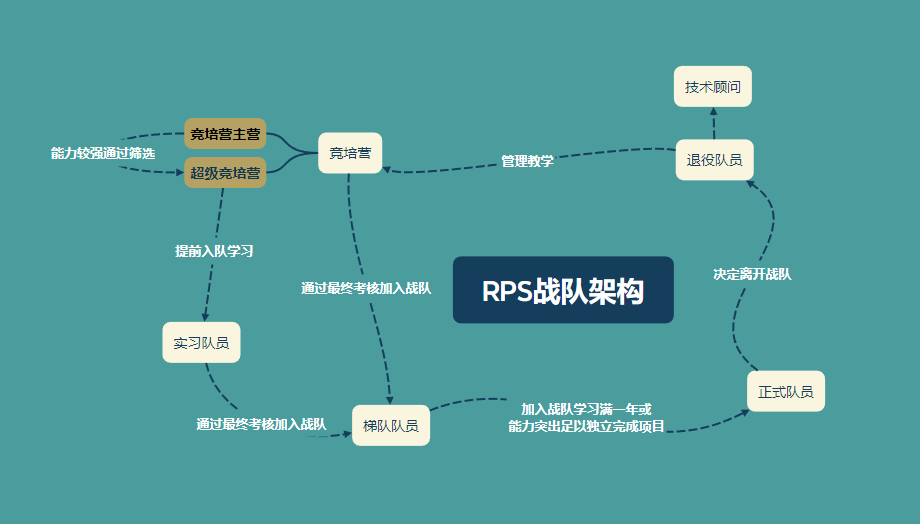 技术顾问
竞培营主营
能力较强通过筛选
竞培营
管理教学
退役队员
超级竞培营
提前入队学习
决定离开战队
通过最终考核加入战队
RPS战队架构
实习队员
正式队员
加入战队学习满一年或
能力突出足以独立完成项目
通过最终考核加入战队
梯队队员